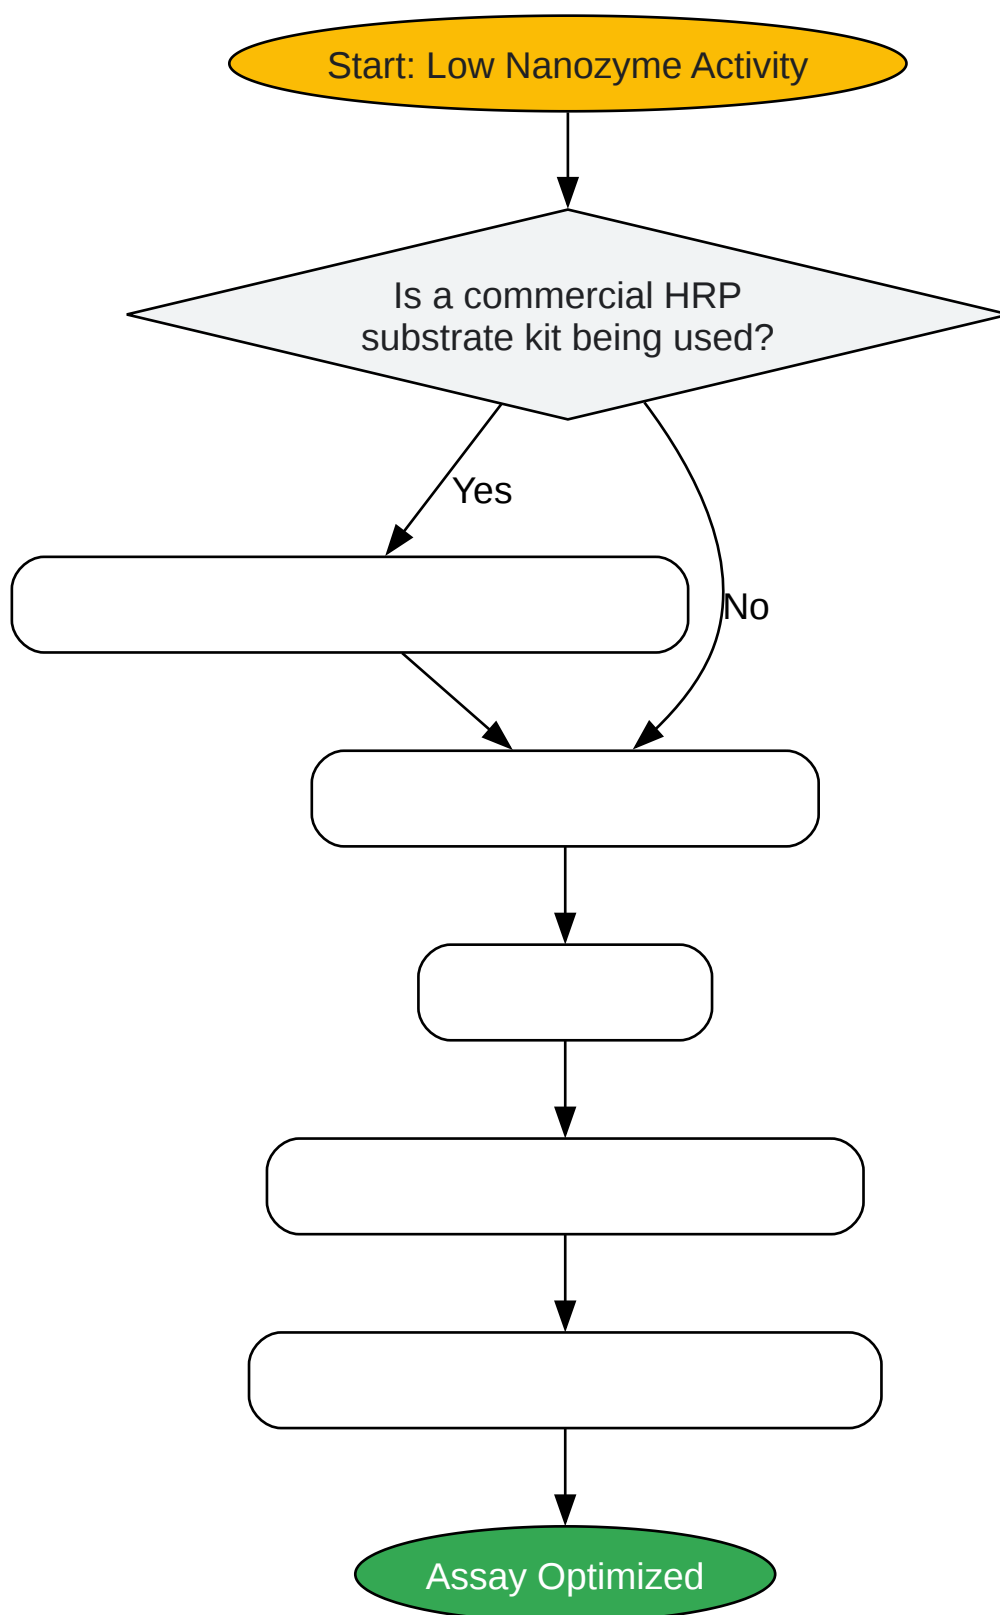 Start: Low Nanozyme Activity
Is a commercial HRP
substrate kit being used?
Yes
No
Assay Optimized